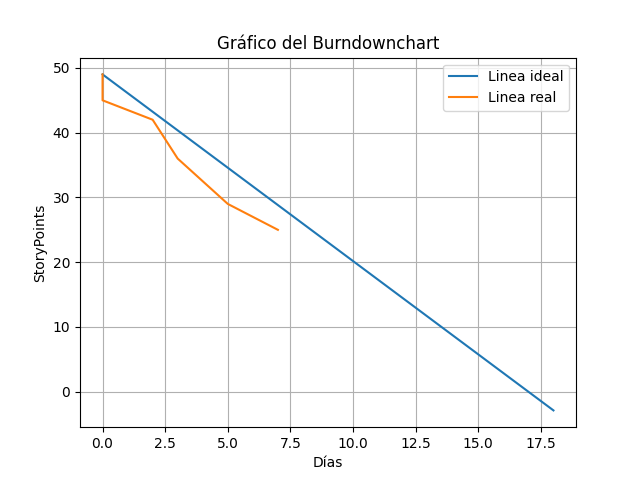 Gráfico del Burndownchart
Linea ideal
Linea real
StoryPoints
50
40
30
20
10
0
0.0 2.5 5.0 7.5 10.0 12.5 15.0 17.5
Días